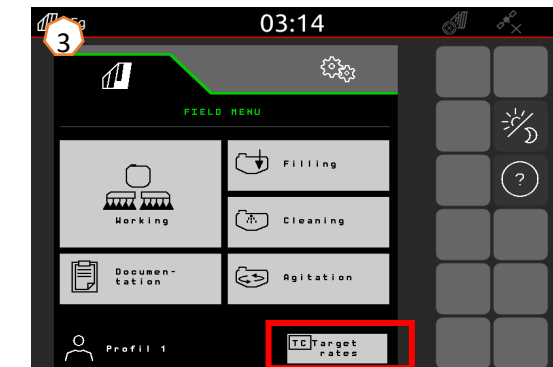 03:14
3
FIELD MENU
Filling
Working
Cleaning
Documen-
tation
Agitation
Profil 1
TC Target
rates
?